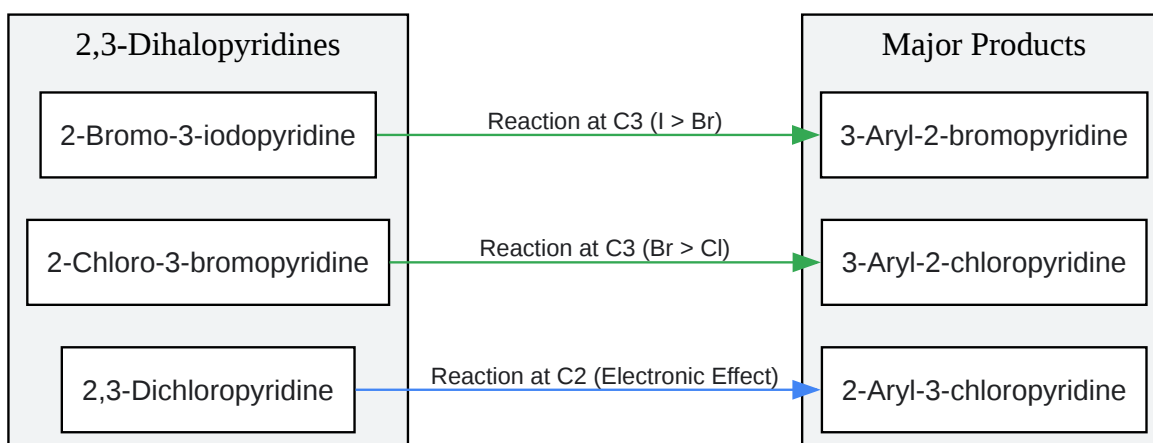 2,3-Dihalopyridines
Major Products
2-Bromo-3-iodopyridine
Reaction at C3 (I > Br)
3-Aryl-2-bromopyridine
2-Chloro-3-bromopyridine
Reaction at C3 (Br > Cl)
3-Aryl-2-chloropyridine
2,3-Dichloropyridine
Reaction at C2 (Electronic Effect)
2-Aryl-3-chloropyridine